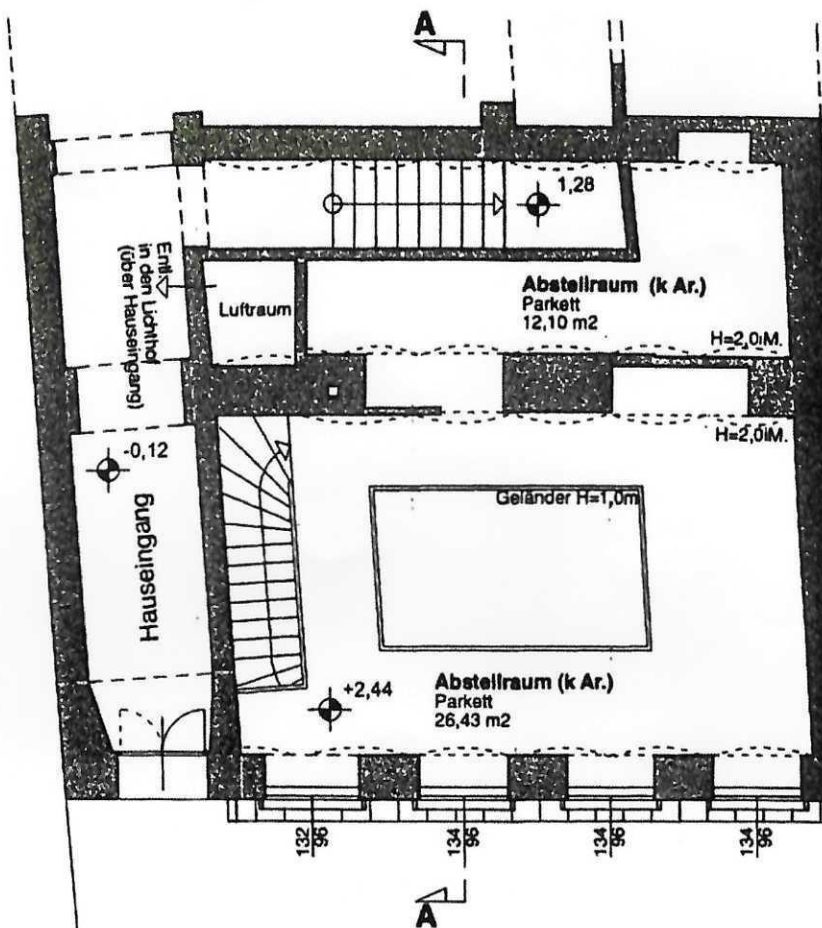 A
1,28
Entl.
in den Lichthof
(über Hauseingang)
Luftraum
Abstellraum (k Ar.)
Parkett
12,10 m2
H=2,0iM.
H=2,0iM.
-0,12
Geländer H=1,0m
Hauseingang
+2,44
Abstellraum (k Ar.)
Parkett
26,43 m2
132
96
134
96
134
96
134
96
A